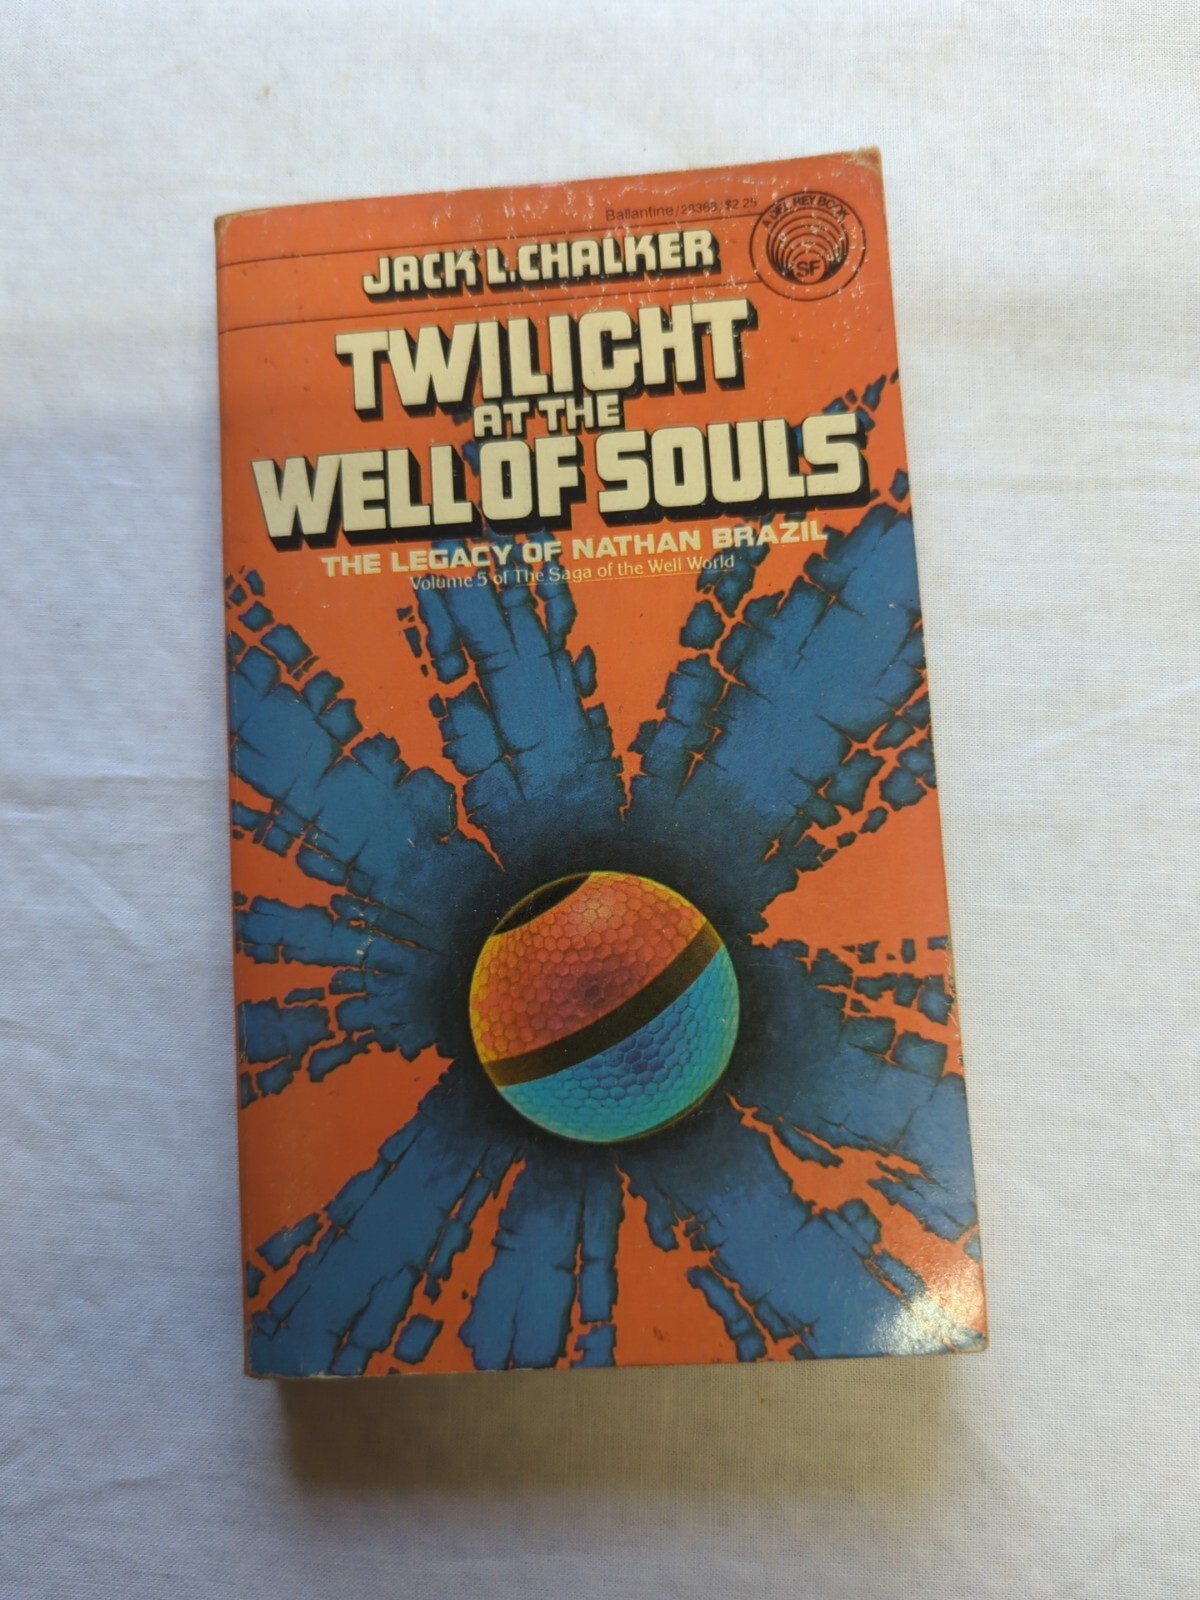 Ballantine/28368/$2.25
A DEL REY BOOK
SF
JACK L. CHALKER
TWILIGHT
AT THE
WELL OF SOULS
THE LEGACY OF NATHAN BRAZIL
Volume 5 of The Saga of the Well World